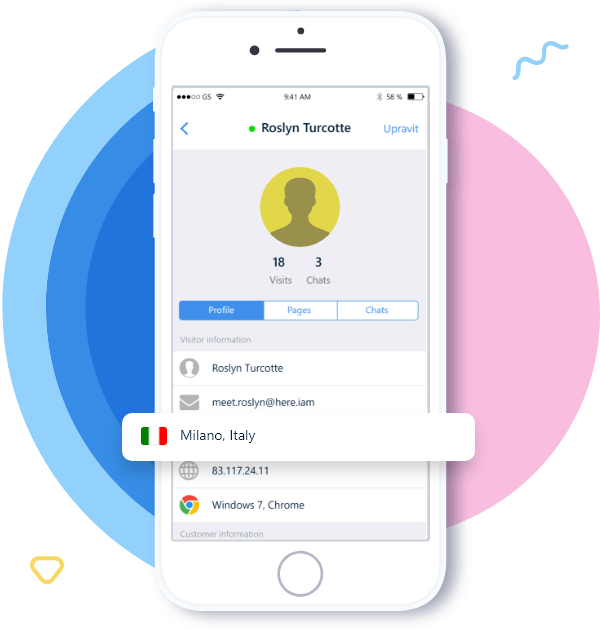 GS 9:41 AM 58 %
Roslyn Turcotte Upravit
18 3
Visits Chats
Profile Pages Chats
Visitor information
Roslyn Turcotte
meet.roslyn@here.iam
Milano, Italy
83.117.24.11
Windows 7, Chrome
Customer information